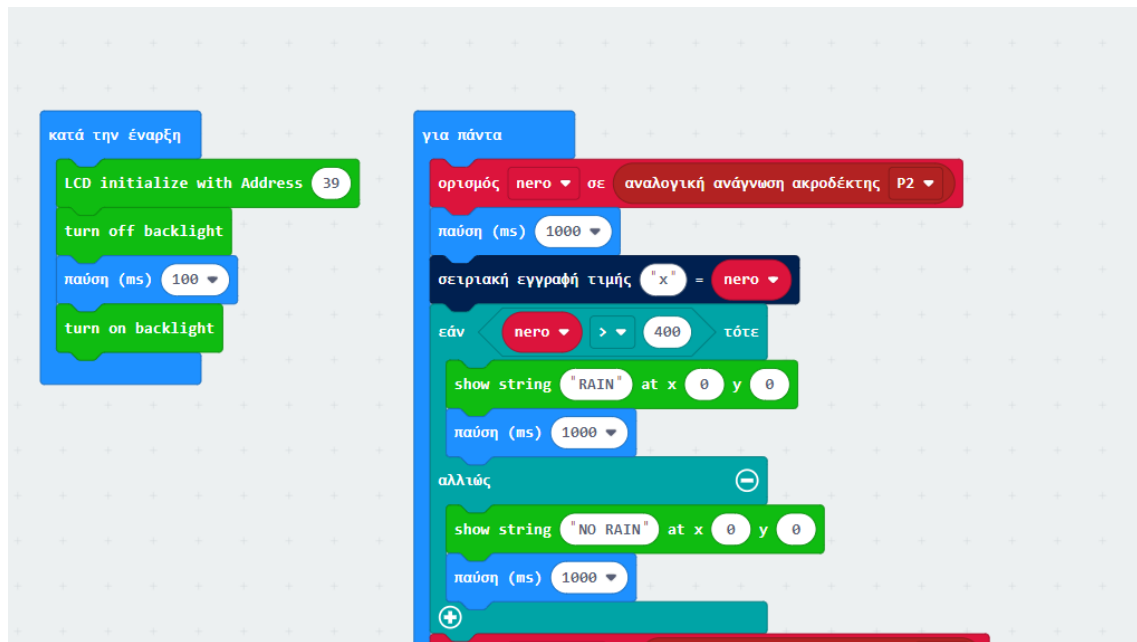 κατά την έναρξη
LCD initialize with Address 39
turn off backlight
παύση (ms) 100
turn on backlight
για πάντα
ορισμός nero σε αναλογική ανάγνωση ακροδέκτης P2
παύση (ms) 1000
σειριακή εγγραφή τιμής "x" = nero
εάν nero > 400 τότε
show string "RAIN" at x 0 y 0
παύση (ms) 1000
αλλιώς
show string "NO RAIN" at x 0 y 0
παύση (ms) 1000